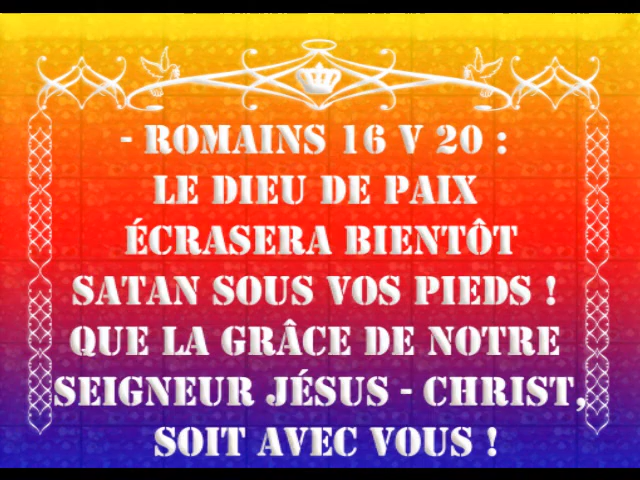 - ROMAINS 16 V 20 :
LE DIEU DE PAIX
ÉCRASERA BIENTÔT
SATAN SOUS VOS PIEDS !
QUE LA GRÂCE DE NOTRE
SEIGNEUR JÉSUS - CHRIST,
SOIT AVEC VOUS !